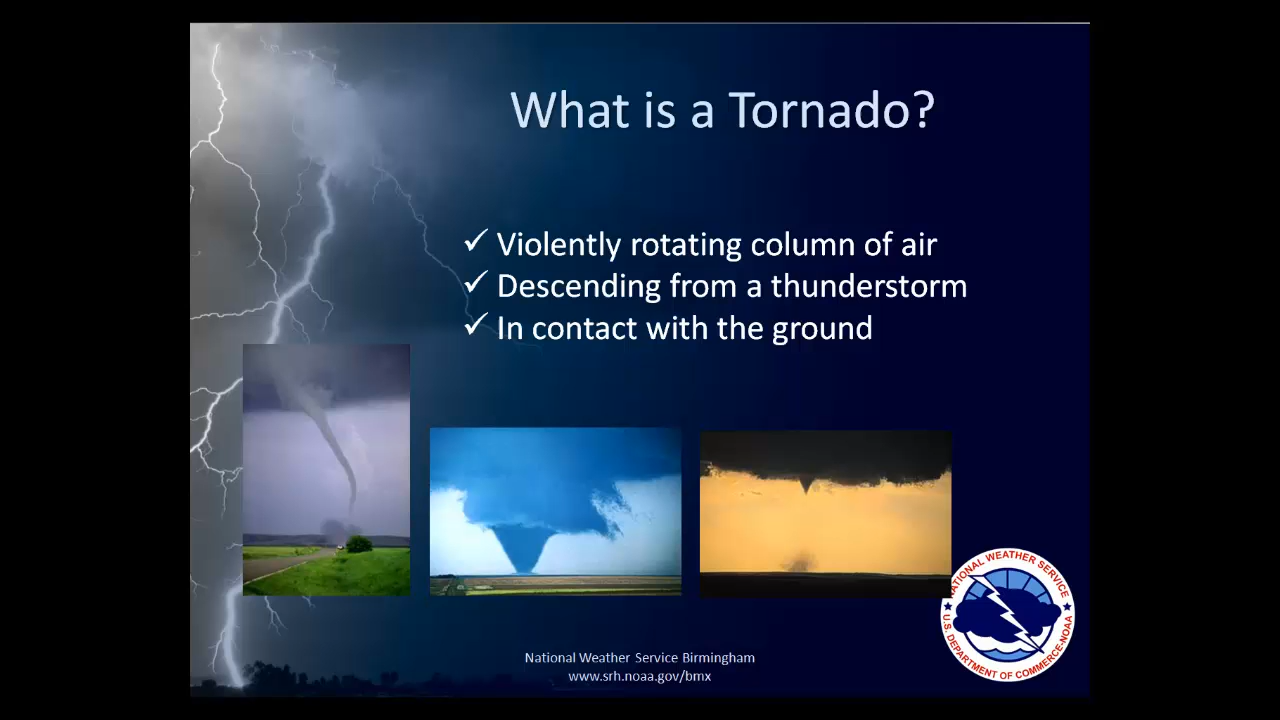 What is a Tornado?
✓ Violently rotating column of air
✓ Descending from a thunderstorm
✓ In contact with the ground
NATIONAL WEATHER SERVICE
U.S. DEPARTMENT OF COMMERCE-NOAA
National Weather Service Birmingham
www.srh.noaa.gov/bmx